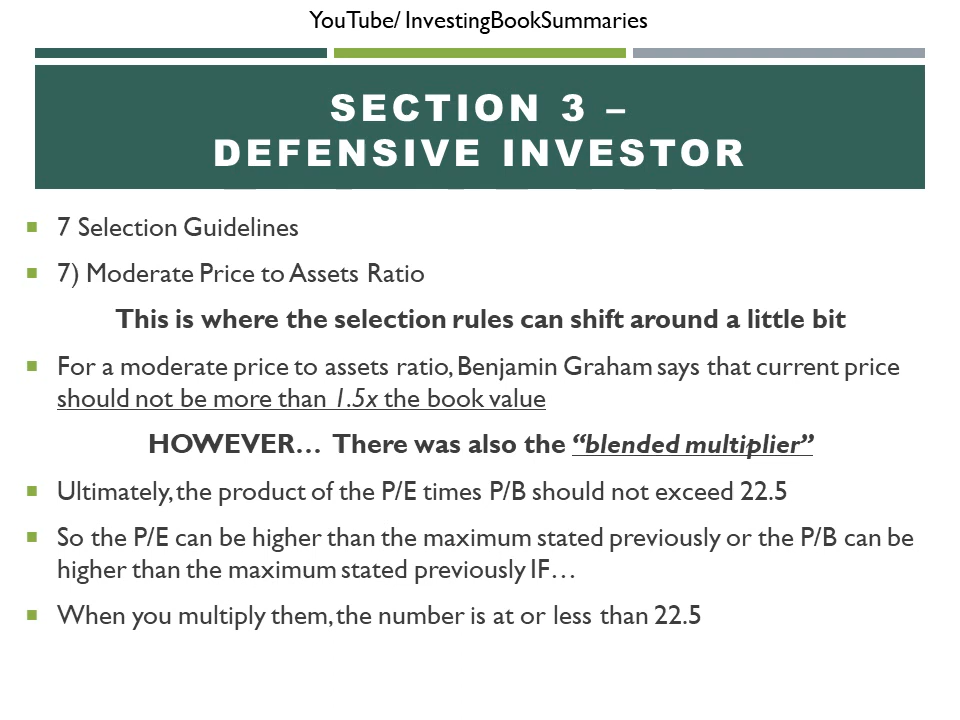 YouTube/ InvestingBookSummaries
SECTION 3 –
DEFENSIVE INVESTOR
7 Selection Guidelines
7) Moderate Price to Assets Ratio
This is where the selection rules can shift around a little bit
For a moderate price to assets ratio, Benjamin Graham says that current price
should not be more than 1.5x the book value
HOWEVER… There was also the “blended multiplier”
Ultimately, the product of the P/E times P/B should not exceed 22.5
So the P/E can be higher than the maximum stated previously or the P/B can be
higher than the maximum stated previously IF…
When you multiply them, the number is at or less than 22.5